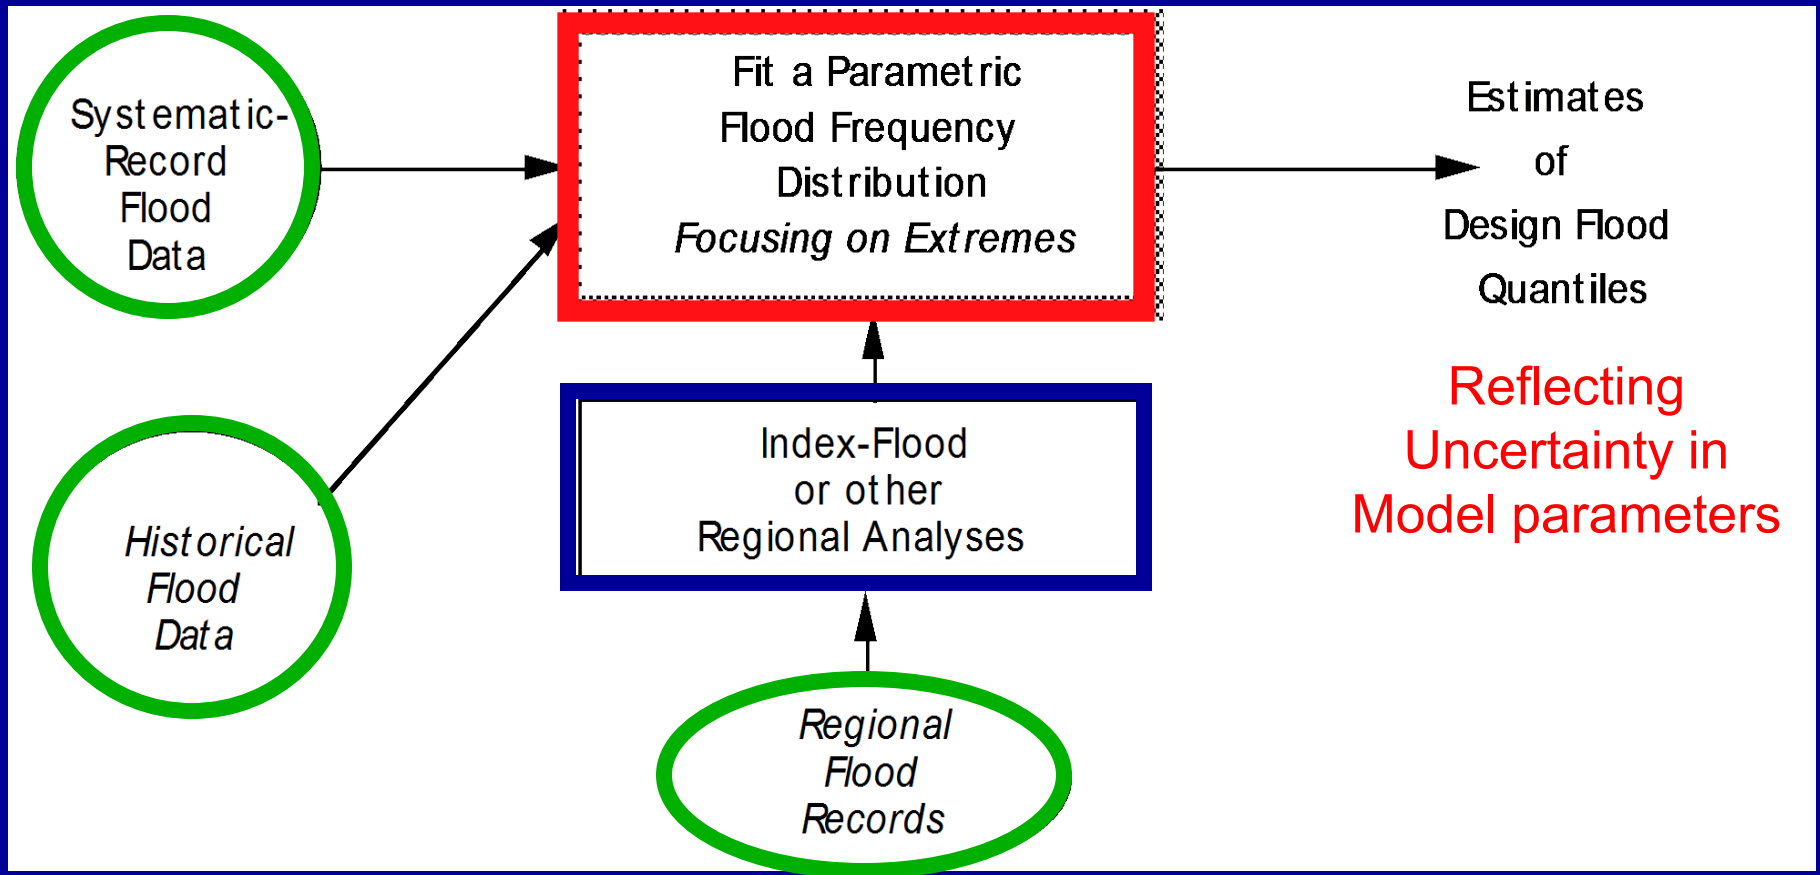 Systematic-
Record
Flood
Data
Fit a Parametric
Flood Frequency
Distribution
Focusing on Extremes
Estimates
of
Design Flood
Quantiles
Reflecting
Uncertainty in
Model parameters
Historical
Flood
Data
Index-Flood
or other
Regional Analyses
Regional
Flood
Records